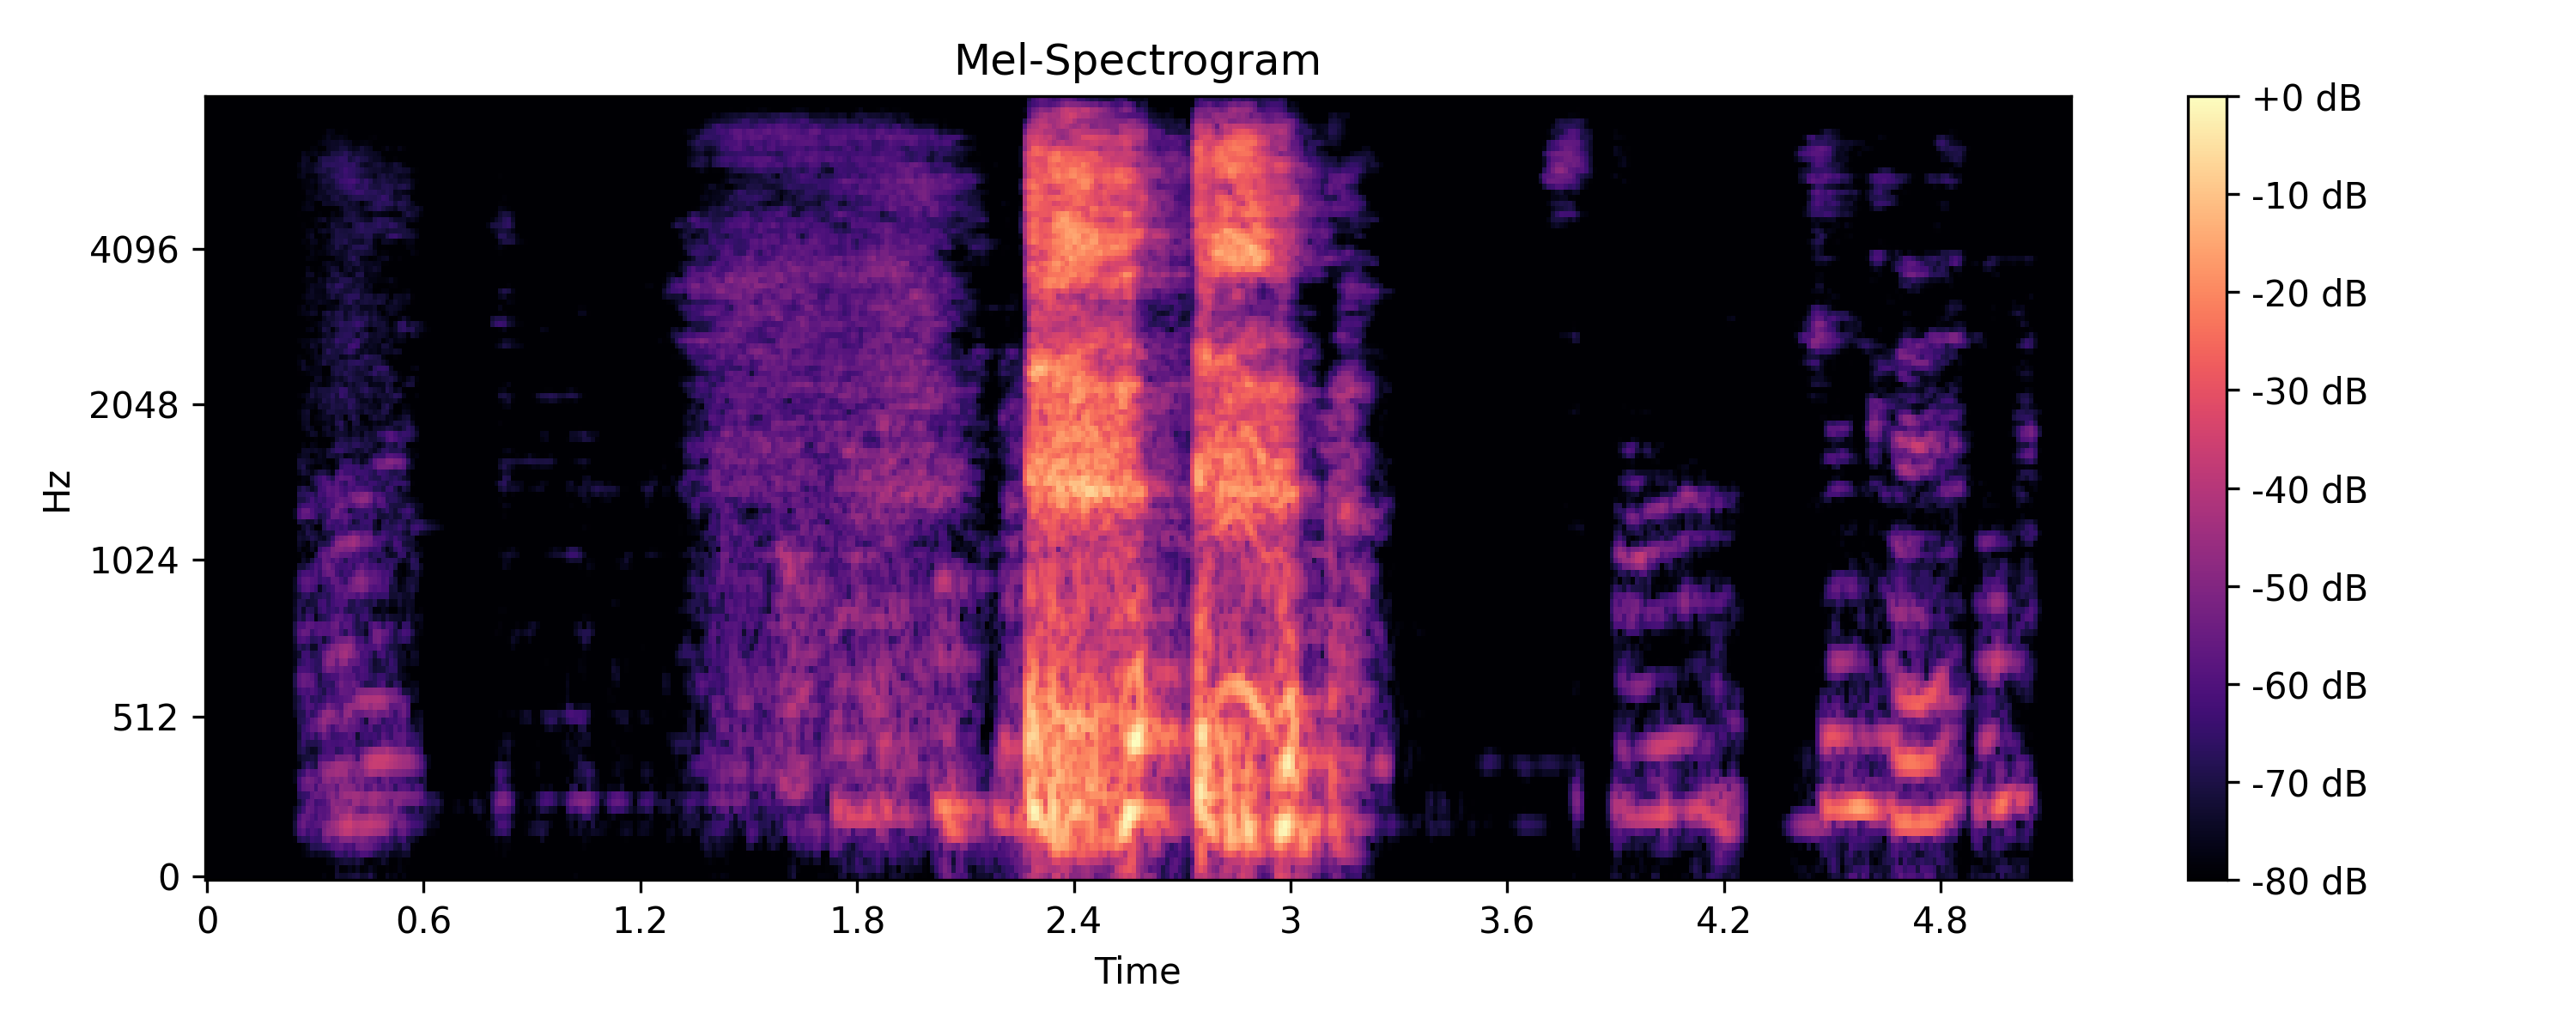 Mel-Spectrogram
+0 dB
-10 dB
-20 dB
-30 dB
-40 dB
-50 dB
-60 dB
-70 dB
-80 dB
Hz
4096
2048
1024
512
0
0 0.6 1.2 1.8 2.4 3 3.6 4.2 4.8
Time